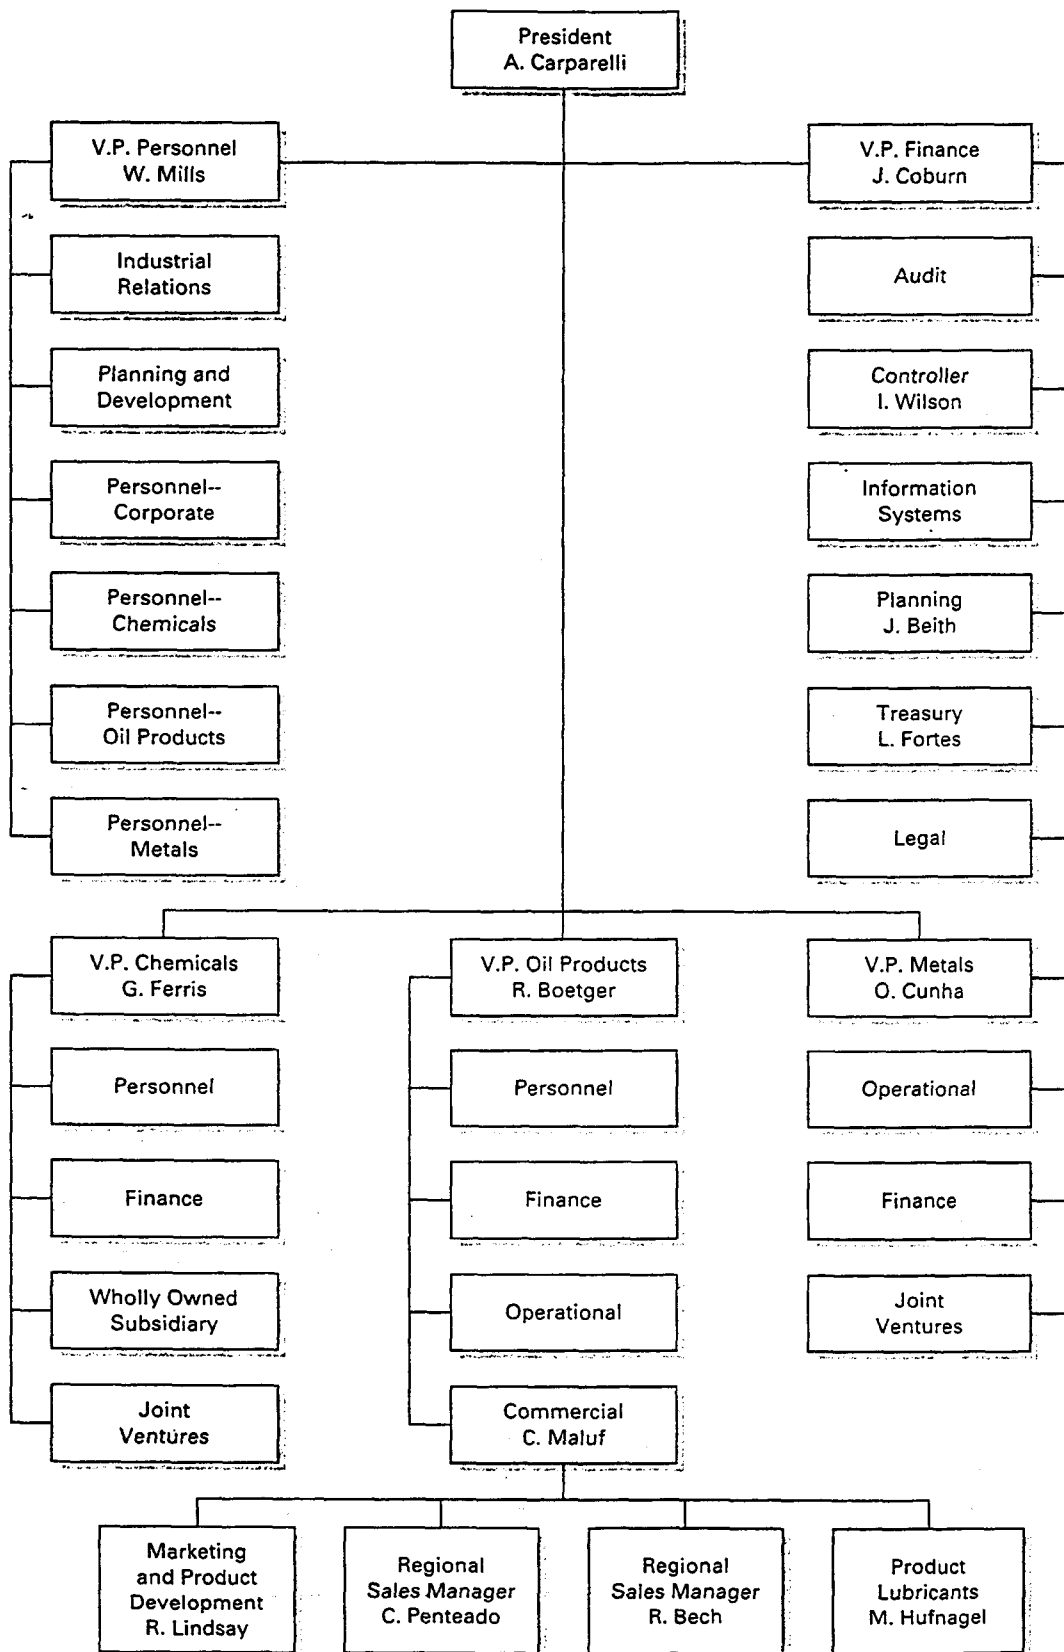 President
A. Carparelli
V.P. Personnel
W. Mills
V.P. Finance
J. Coburn
Industrial
Relations
Audit
Planning and
Development
Controller
I. Wilson
Personnel--
Corporate
Information
Systems
Personnel--
Chemicals
Planning
J. Beith
Personnel--
Oil Products
Treasury
L. Fortes
Personnel--
Metals
Legal
V.P. Chemicals
G. Ferris
V.P. Oil Products
R. Boetger
V.P. Metals
O. Cunha
Personnel
Personnel
Operational
Finance
Finance
Finance
Wholly Owned
Subsidiary
Operational
Joint
Ventures
Joint
Ventures
Commercial
C. Maluf
Marketing
and Product
Development
R. Lindsay
Regional
Sales Manager
C. Penteado
Regional
Sales Manager
R. Bech
Product
Lubricants
M. Hufnagel